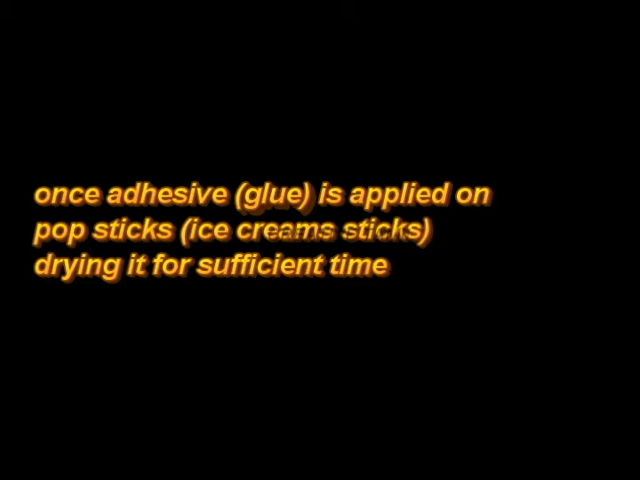 once adhesive (glue) is applied on
pop sticks (ice creams sticks)
drying it for sufficient time